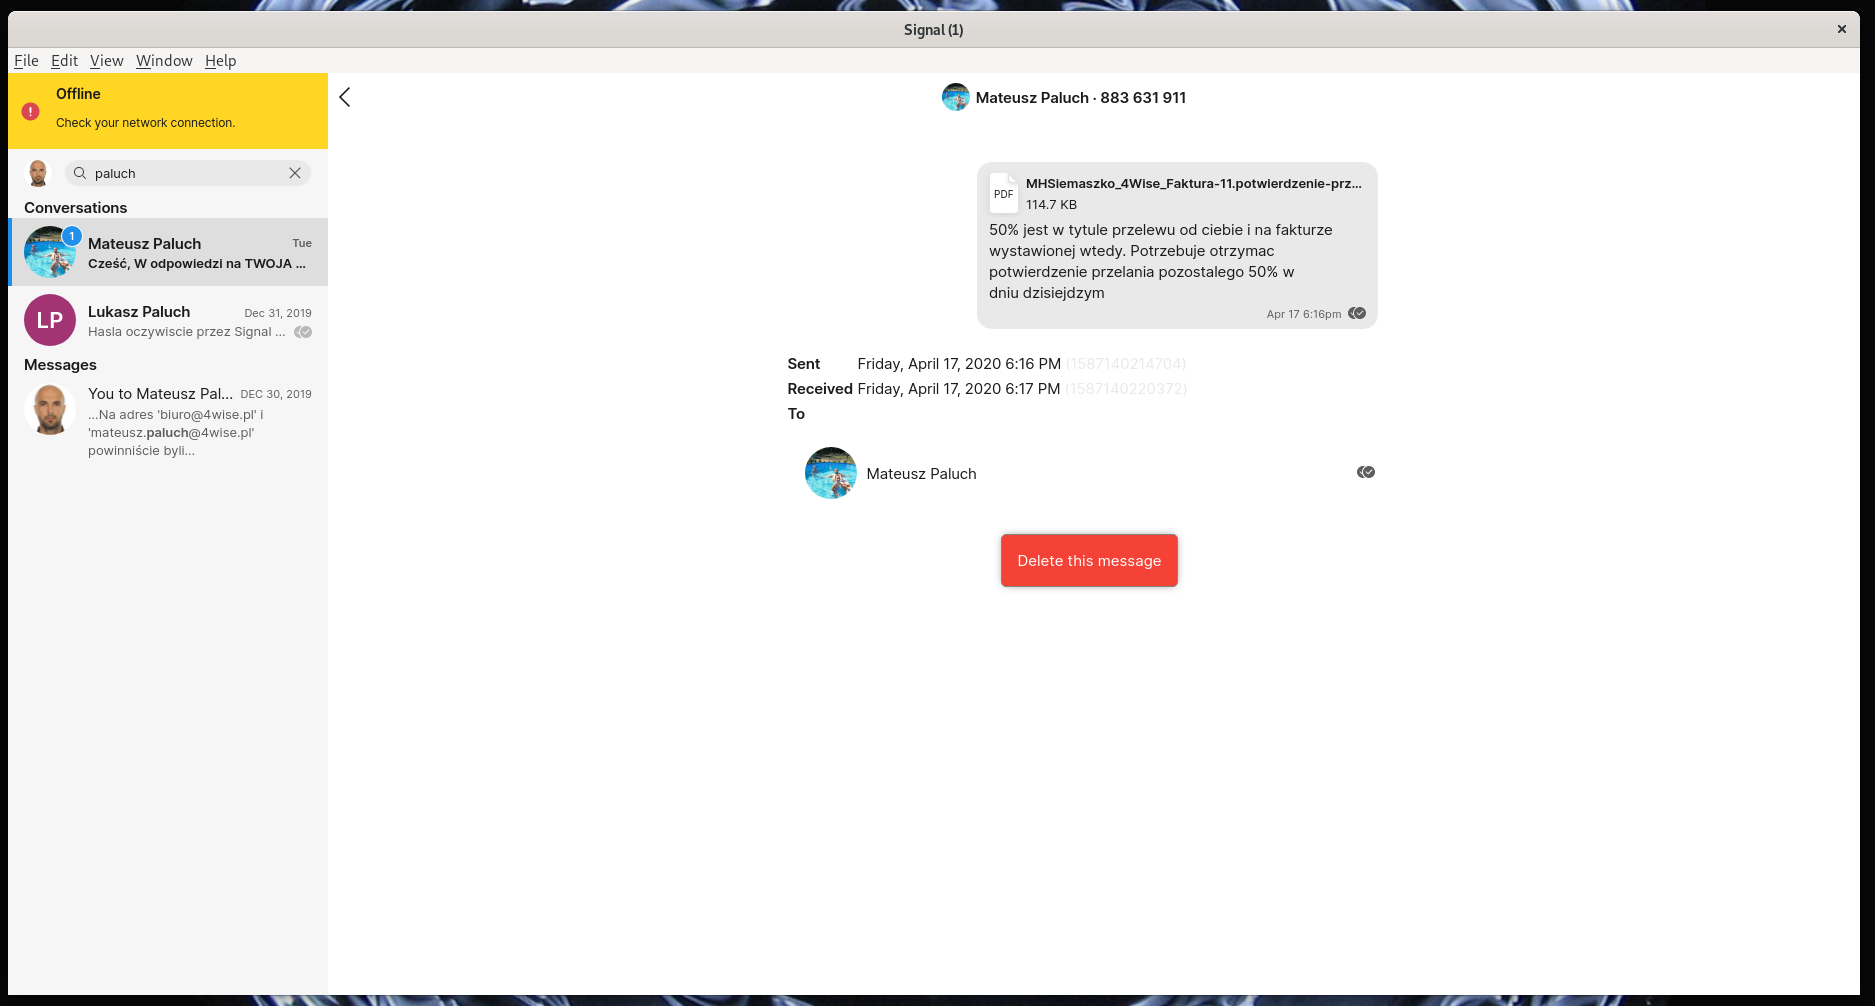 Signal (1)
File Edit View Window Help
Offline
Check your network connection.
paluch
Conversations
1
Mateusz Paluch Tue
Cześć, W odpowiedzi na TWOJA ...
LP
Lukasz Paluch Dec 31, 2019
Hasla oczywiscie przez Signal ...
Messages
You to Mateusz Pal... DEC 30, 2019
...Na adres 'biuro@4wise.pl' i
'mateusz.paluch@4wise.pl'
powinniście byli...
Mateusz Paluch · 883 631 911
PDF
MHSiemaszko_4Wise_Faktura-11.potwierdzenie-prz...
114.7 KB
50% jest w tytule przelewu od ciebie i na fakturze
wystawionej wtedy. Potrzebuje otrzymac
potwierdzenie przelania pozostalego 50% w
dniu dzisiejdzym
Apr 17 6:16pm
Sent Friday, April 17, 2020 6:16 PM (1587140214704)
Received Friday, April 17, 2020 6:17 PM (1587140220372)
To
Mateusz Paluch
Delete this message